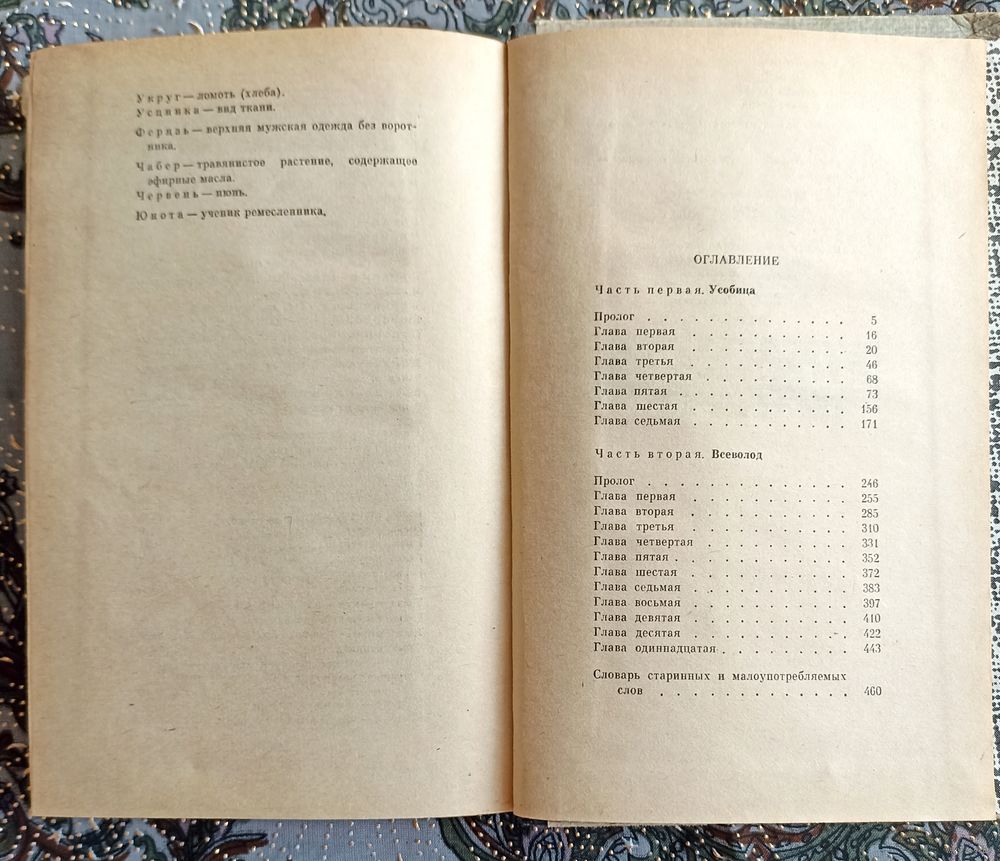 Укруг — ломоть (хлеба).
Усцинка — вид ткани.
Ферязь — верхняя мужская одежда без ворот-
ника.
Чабер — травянистое растение, содержащее
эфирные масла.
Червень — июнь.
Юнота — ученик ремесленника.
ОГЛАВЛЕНИЕ
Часть первая. Усобица
Пролог . . . . . . . . . . . . . . 5
Глава первая . . . . . . . . . . . 16
Глава вторая . . . . . . . . . . . 20
Глава третья . . . . . . . . . . . 46
Глава четвертая . . . . . . . . . . 68
Глава пятая . . . . . . . . . . . . 73
Глава шестая . . . . . . . . . . . 156
Глава седьмая . . . . . . . . . . . 171
Часть вторая. Всеволод
Пролог . . . . . . . . . . . . . . 246
Глава первая . . . . . . . . . . . 255
Глава вторая . . . . . . . . . . . 285
Глава третья . . . . . . . . . . . 310
Глава четвертая . . . . . . . . . . 331
Глава пятая . . . . . . . . . . . . 352
Глава шестая . . . . . . . . . . . 372
Глава седьмая . . . . . . . . . . . 383
Глава восьмая . . . . . . . . . . . 397
Глава девятая . . . . . . . . . . . 410
Глава десятая . . . . . . . . . . . 422
Глава одиннадцатая . . . . . . . . . 443
Словарь старинных и малоупотребляемых
слов . . . . . . . . . . . . . 460